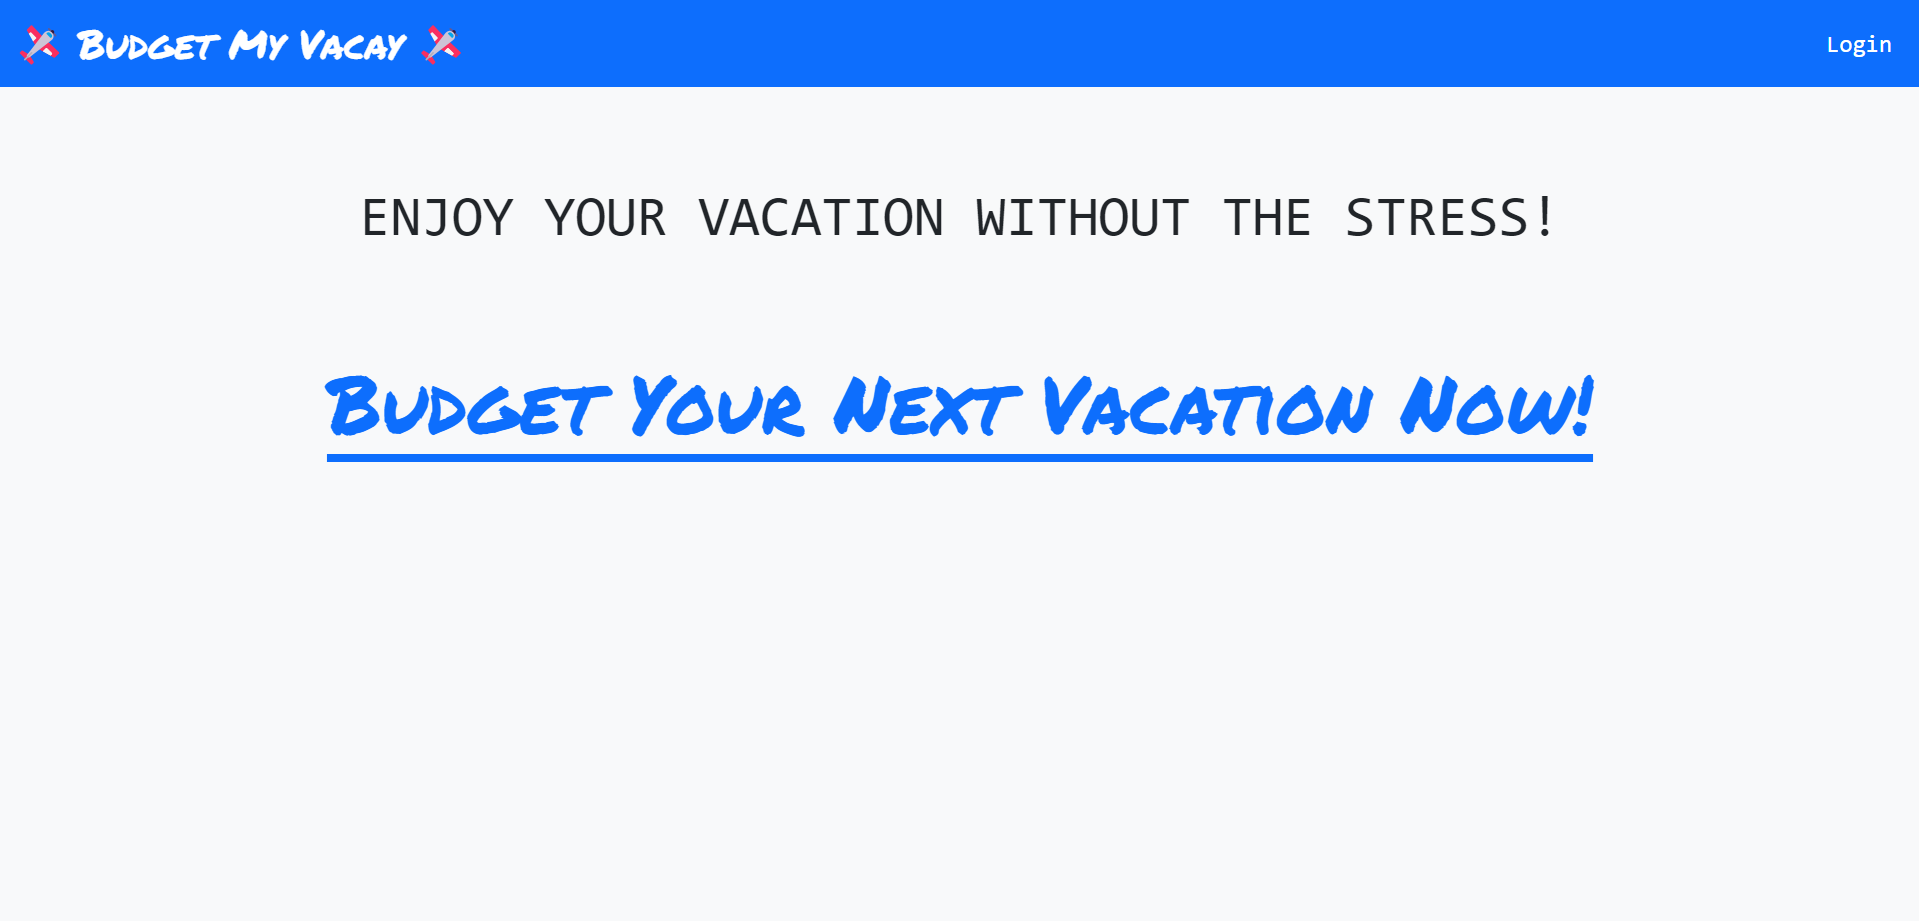 Budget My Vacay
Login
ENJOY YOUR VACATION WITHOUT THE STRESS!
Budget Your Next Vacation Now!